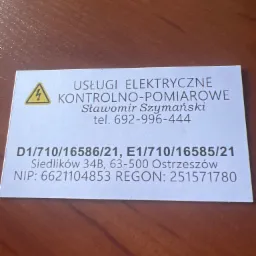 USŁUGI ELEKTRYCZNE
KONTROLNO-POMIAROWE
Sławomir Szymański
tel. 692-996-444
D1/710/16586/21, E1/710/16585/21
Siedlików 34B, 63-500 Ostrzeszów
NIP: 6621104853 REGON: 251571780